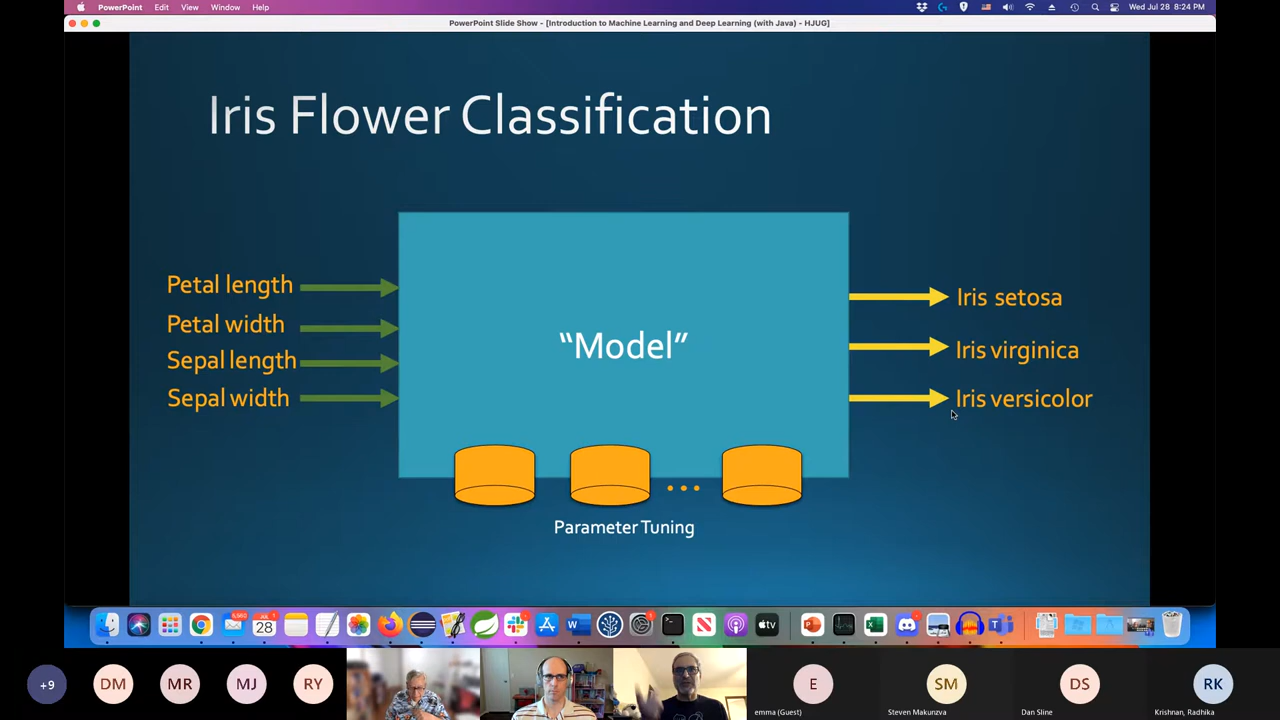 PowerPoint File Edit View Window Help
Wed Jul 28 8:24 PM
PowerPoint Slide Show - [Introduction to Machine Learning and Deep Learning (with Java) - HJUG]
Iris Flower Classification
Petal length
Petal width
Sepal length
Sepal width
“Model”
Iris setosa
Iris virginica
Iris versicolor
...
Parameter Tuning
JUL
28
tv
+9
DM
MR
MJ
RY
E
emma (Guest)
SM
Steven Makunzva
DS
Dan Sline
RK
Krishnan, Radhika